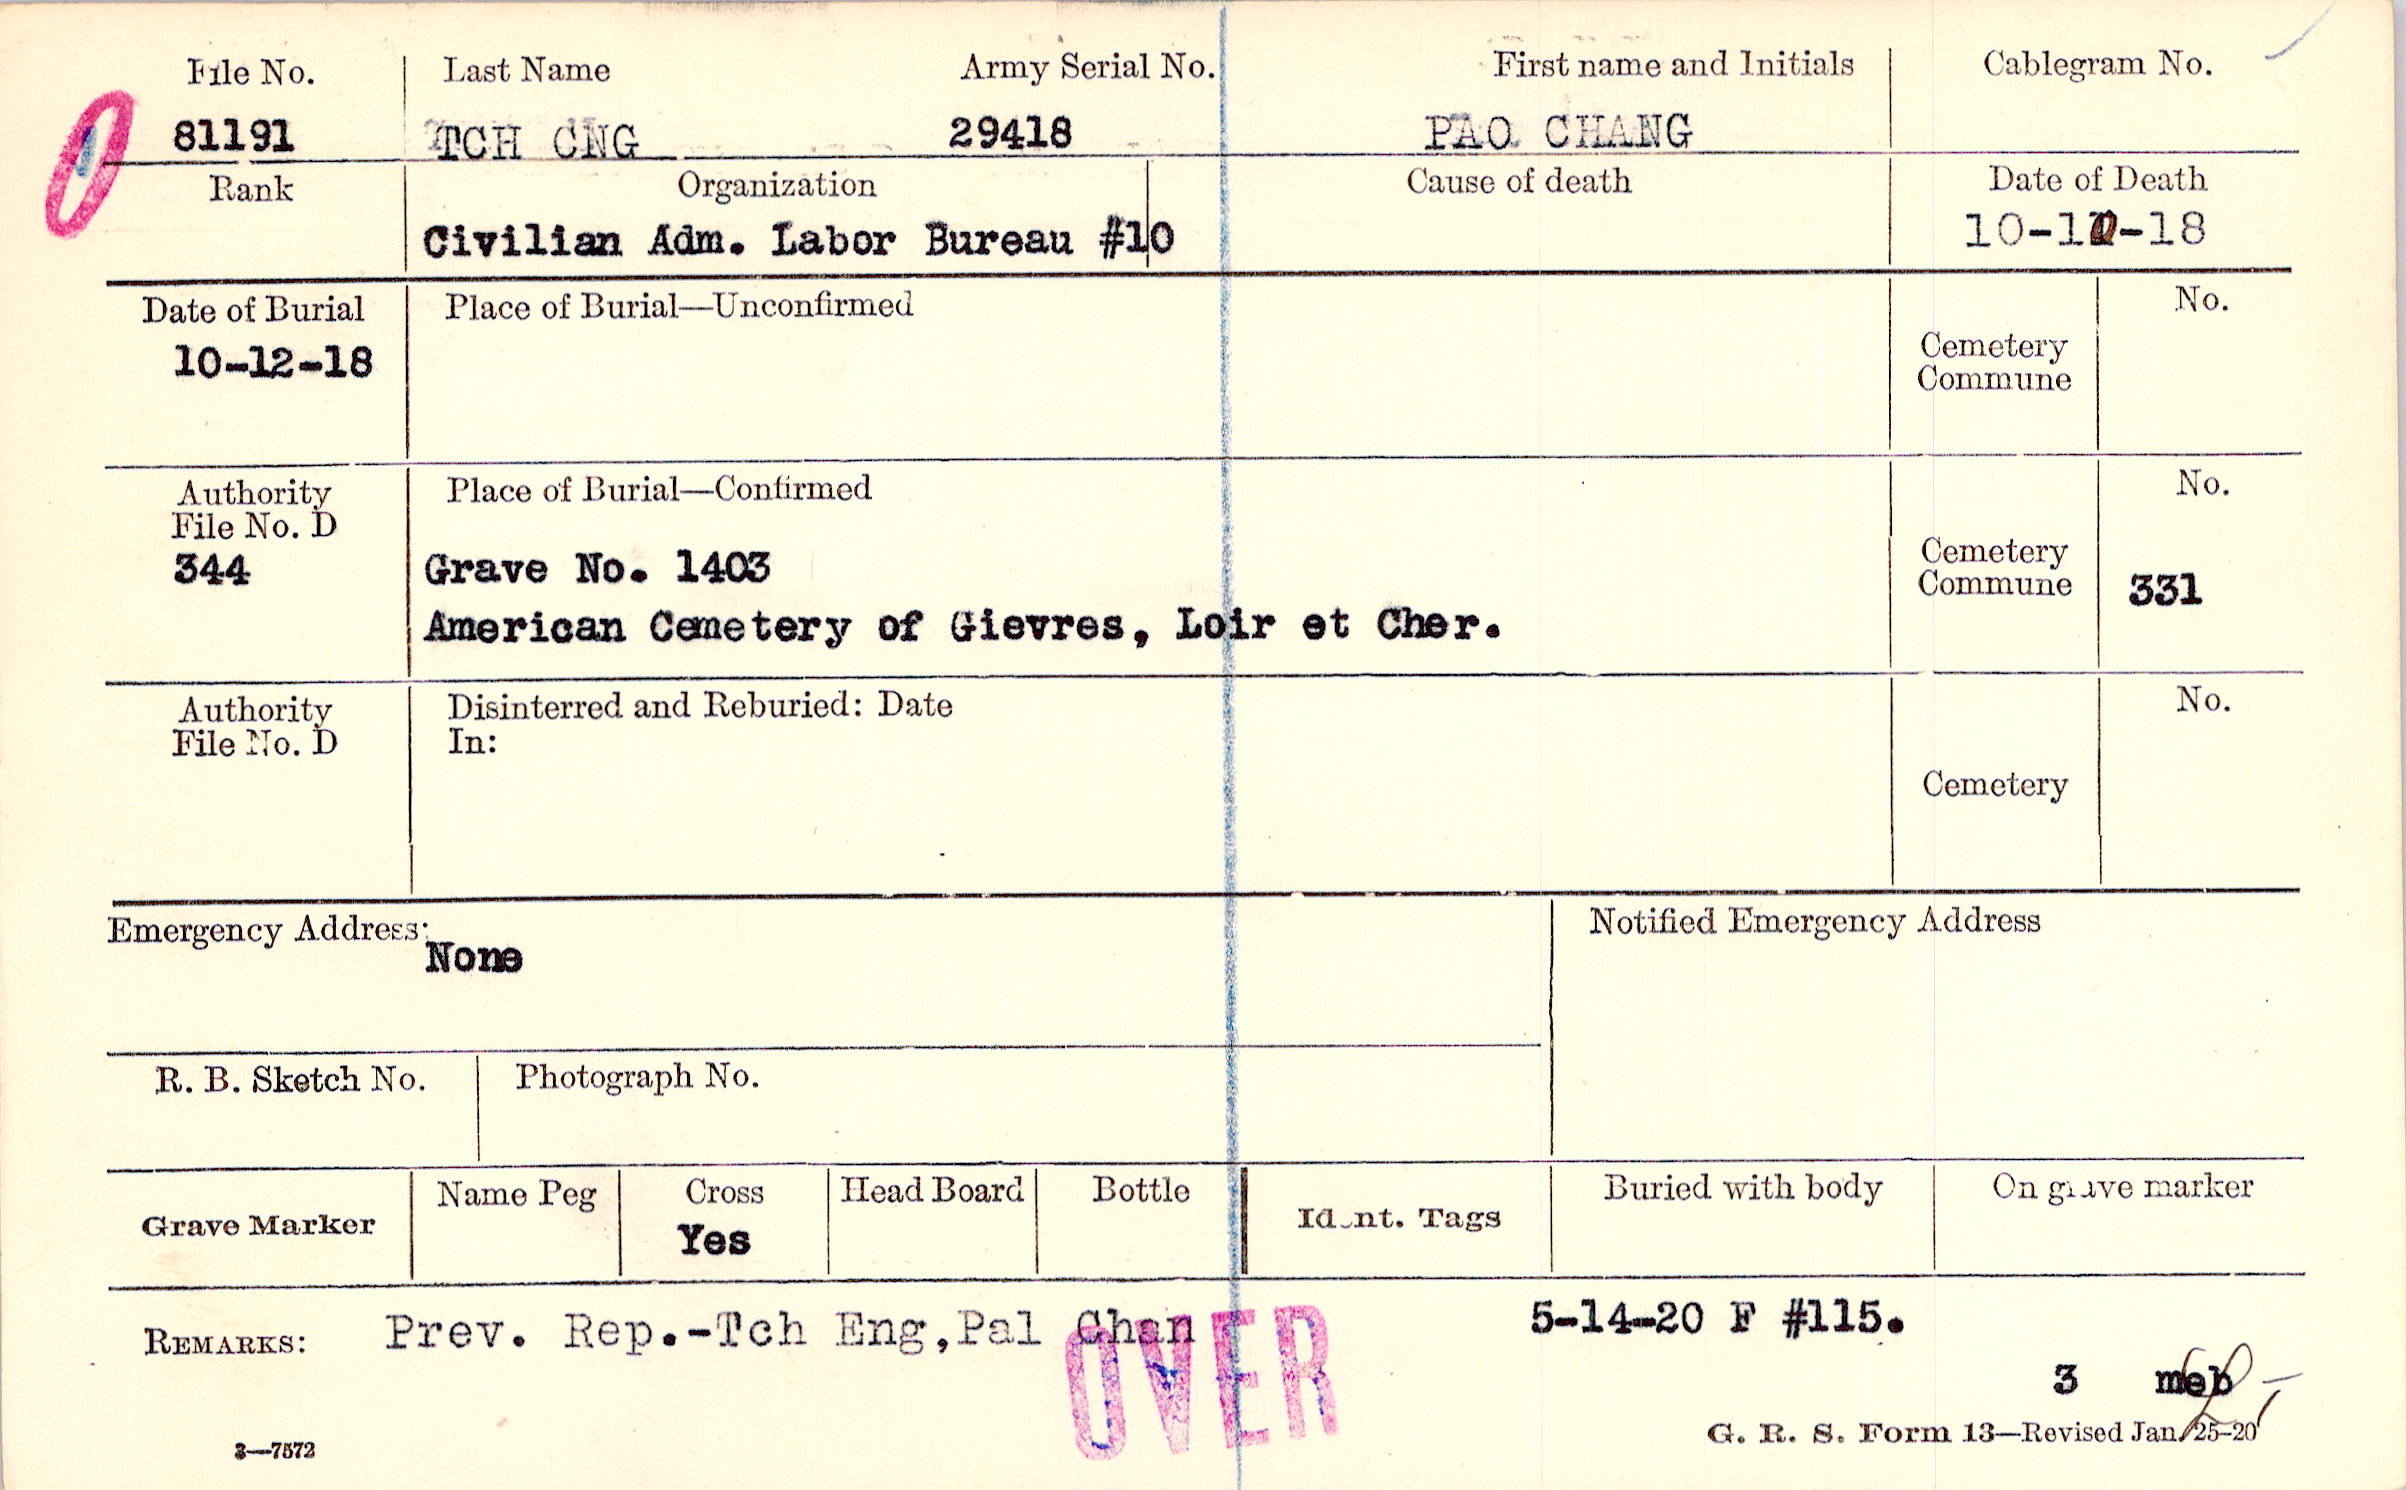 File No. Last Name Army Serial No. First name and Initials Cablegram No.
81191 TCH CNG 29418 PAO CHANG
Rank Organization Cause of death Date of Death
Civilian Adm. Labor Bureau #10 10-10-18
Date of Burial Place of Burial—Unconfirmed No.
10-12-18 Cemetery
Commune
Authority Place of Burial—Confirmed No.
File No. D
344 Grave No. 1403 Cemetery
Commune 331
American Cemetery of Gievres, Loir et Cher.
Authority Disinterred and Reburied: Date No.
File No. D In:
Cemetery
Emergency Address: None Notified Emergency Address
R. B. Sketch No. Photograph No.
Grave Marker Name Peg Cross Head Board Bottle Ident. Tags Buried with body On grave marker
Yes
REMARKS: Prev. Rep.-Tch Eng,Pal Chan 5-14-20 F #115.
OVER
3 meb
3—7572 G. R. S. Form 13—Revised Jan. 25-20